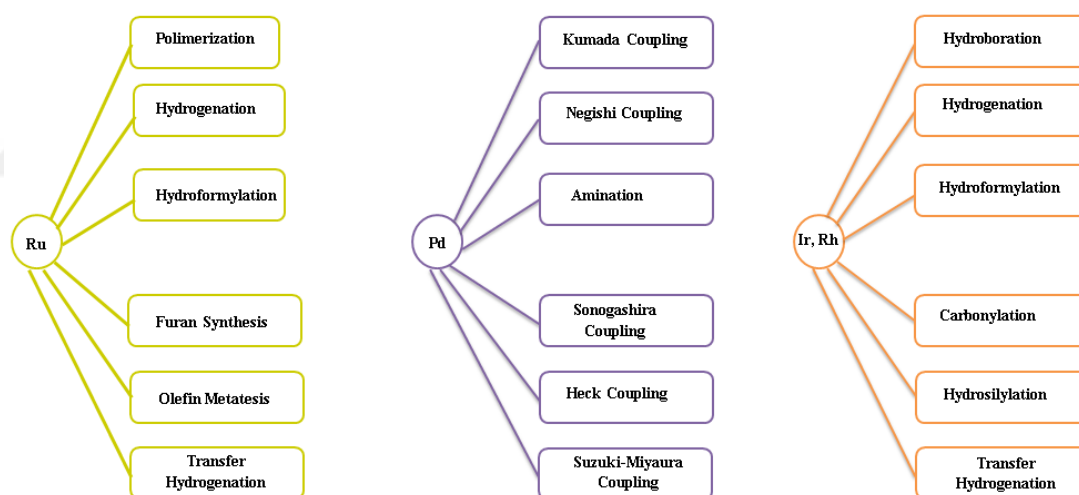 Polimerization
Hydrogenation
Hydroformylation
Ru
Furan Synthesis
Olefin Metatesis
Transfer
Hydrogenation
Kumada Coupling
Negishi Coupling
Amination
Pd
Sonogashira
Coupling
Heck Coupling
Suzuki-Miyaura
Coupling
Hydroboration
Hydrogenation
Hydroformylation
Ir, Rh
Carbonylation
Hydrosilylation
Transfer
Hydrogenation